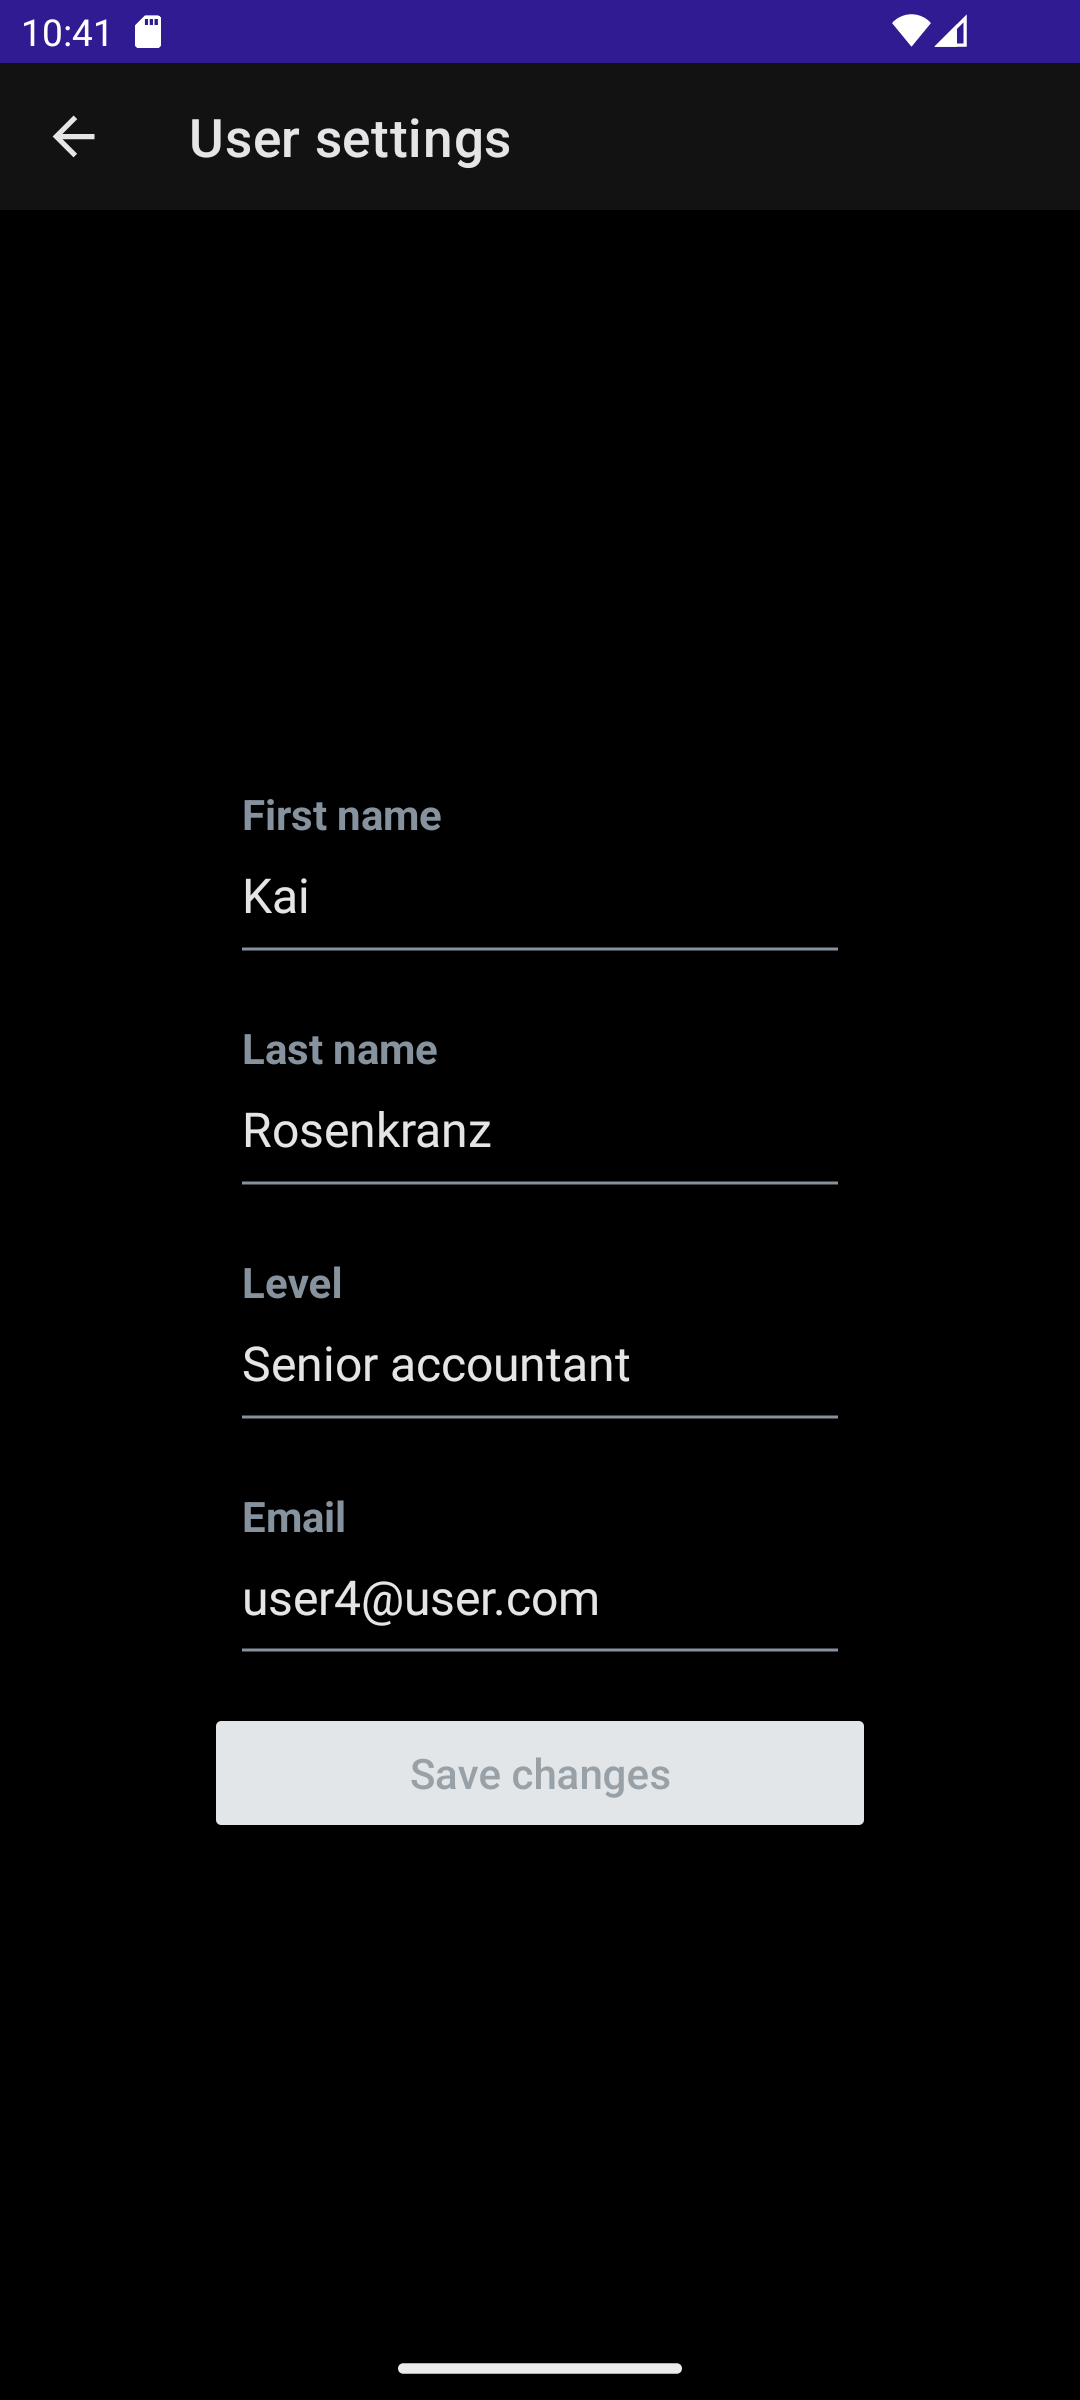 10:41
User settings
First name
Kai
Last name
Rosenkranz
Level
Senior accountant
Email
user4@user.com
Save changes